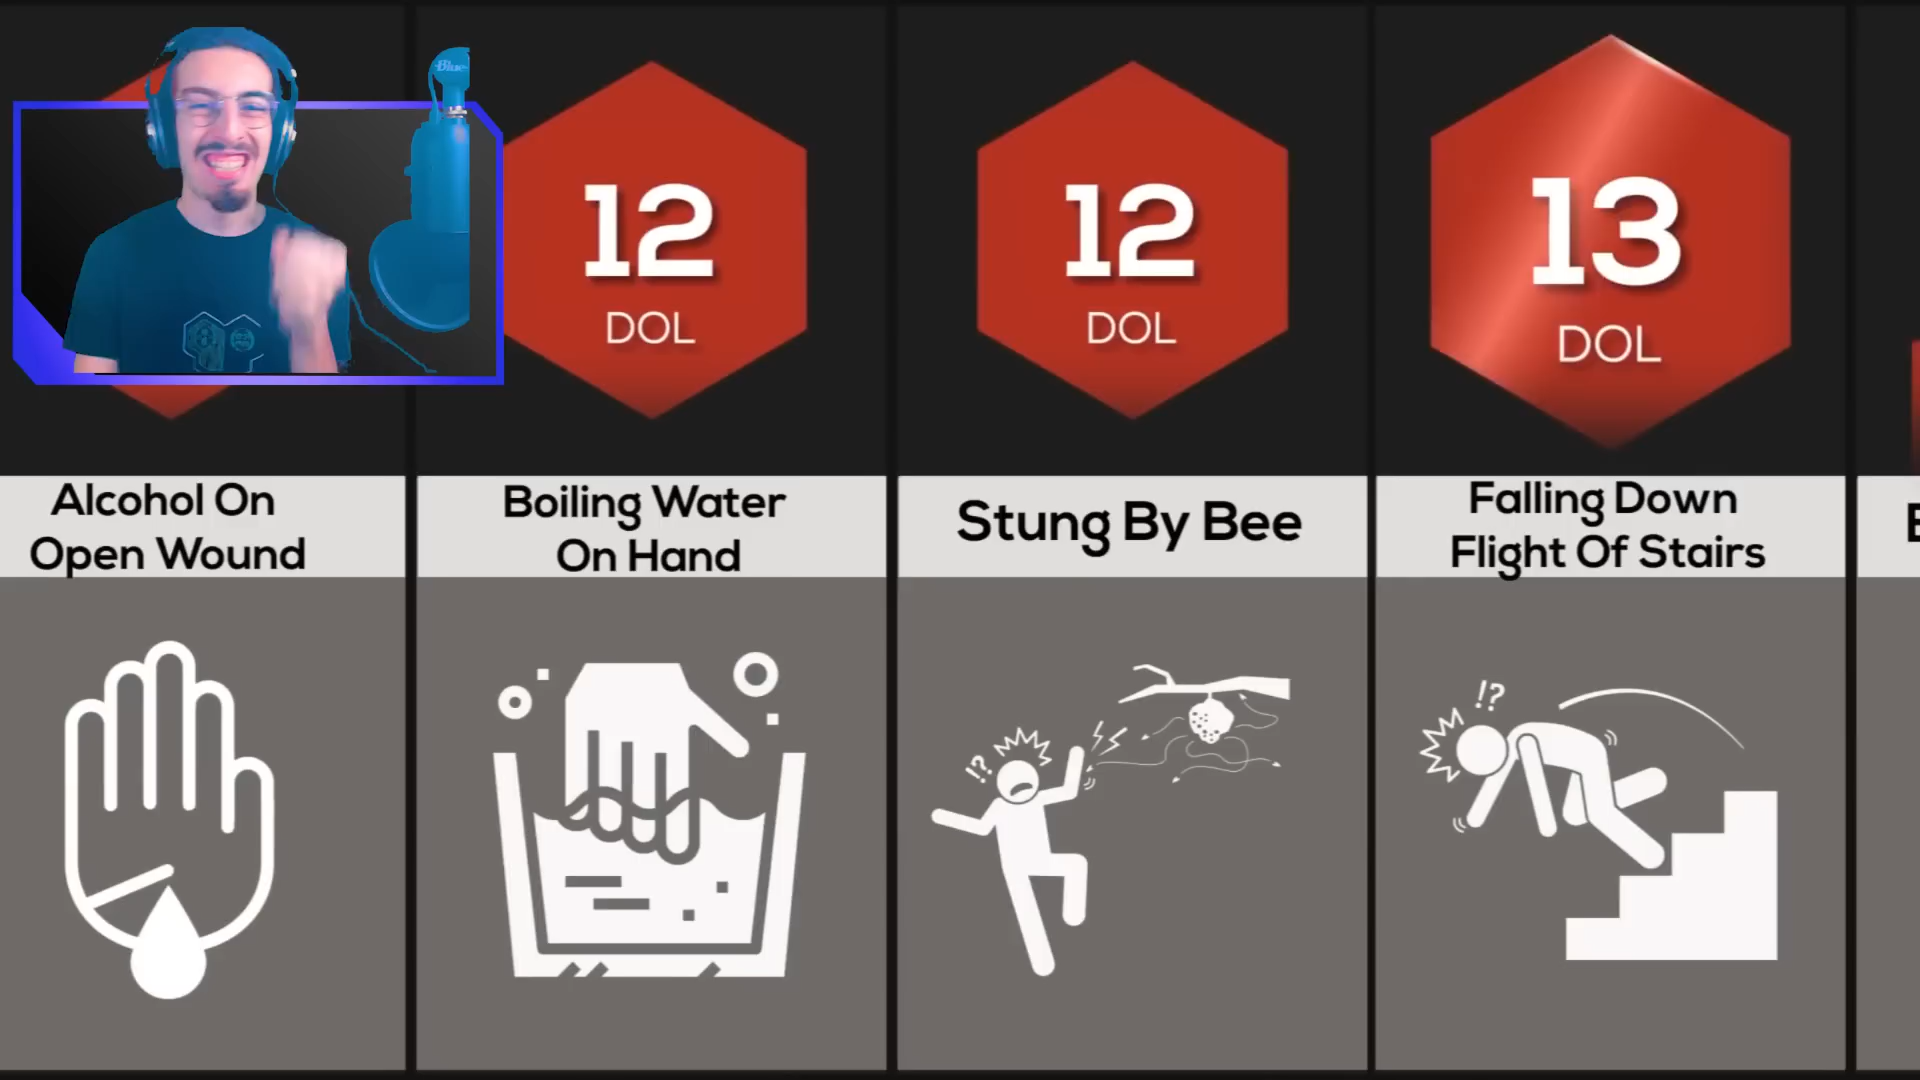 Blue
12
DOL
12
DOL
13
DOL
Alcohol On
Open Wound
Boiling Water
On Hand
Stung By Bee
Falling Down
Flight Of Stairs
!?
!?